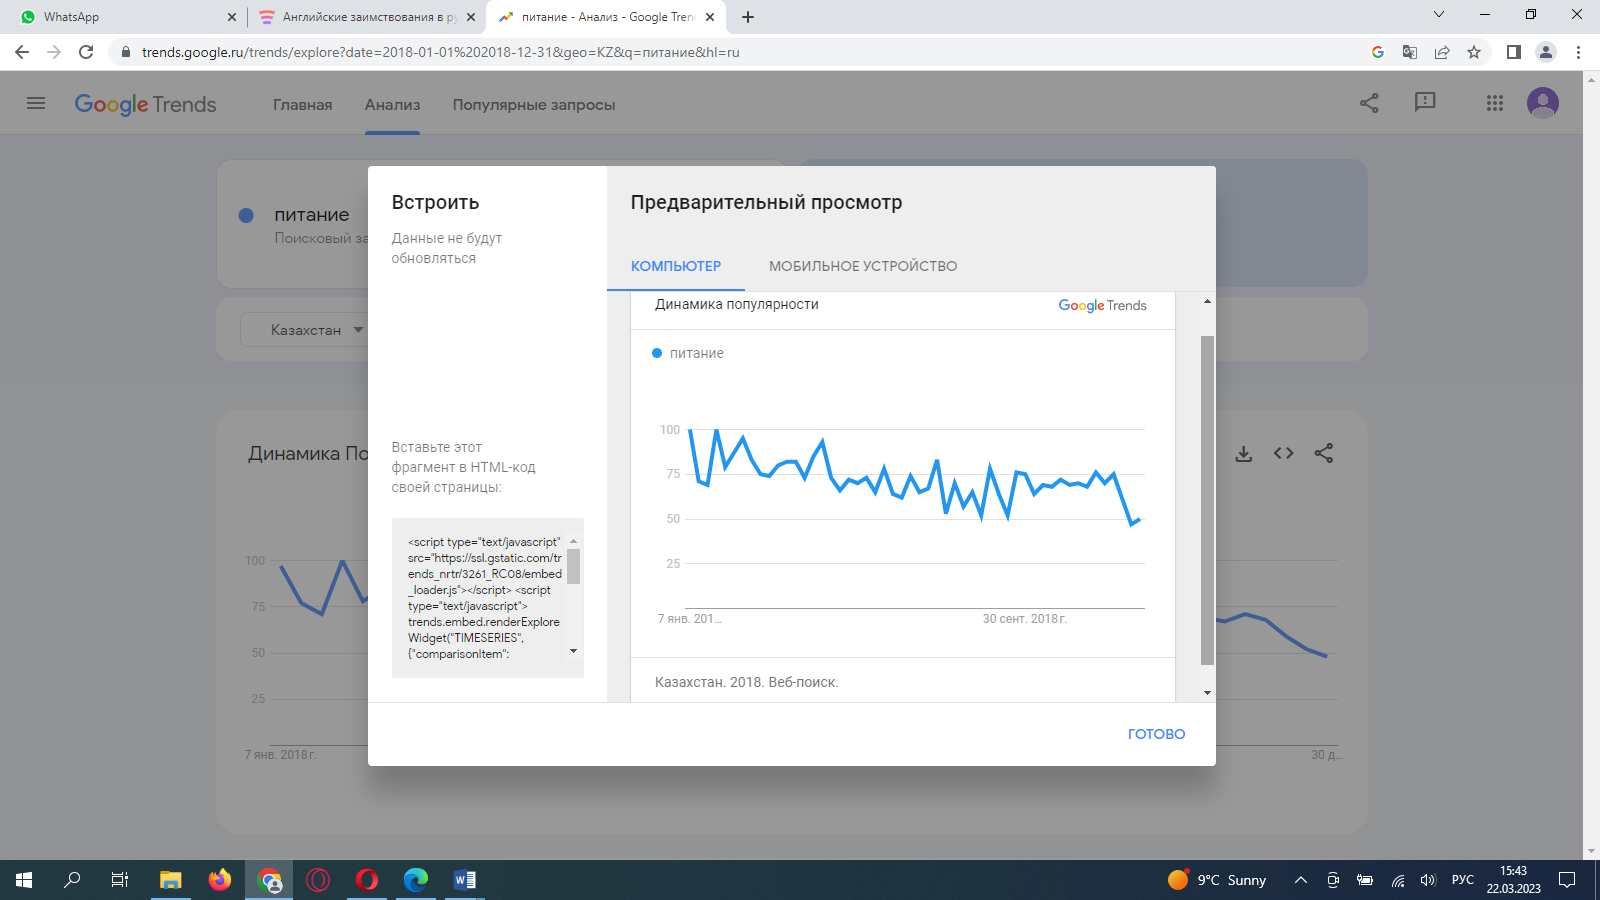 WhatsApp
Английские заимствования в ру
питание - Анализ - Google Tren
trends.google.ru/trends/explore?date=2018-01-01%202018-12-31&geo=KZ&q=питание&hl=ru
Google Trends
Главная
Анализ
Популярные запросы
питание
Поисковый за
Казахстан
Динамика По
100
75
50
25
7 янв. 2018 г.
30 д...
Встроить
Данные не будут
обновляться
Вставьте этот
фрагмент в HTML-код
своей страницы:
<script type="text/javascript"
src="https://ssl.gstatic.com/tr
ends_nrtr/3261_RC08/embed
_loader.js"></script> <script
type="text/javascript">
trends.embed.renderExplore
Widget("TIMESERIES",
{"comparisonItem":
Предварительный просмотр
КОМПЬЮТЕР
МОБИЛЬНОЕ УСТРОЙСТВО
Динамика популярности
Google Trends
питание
100
75
50
25
7 янв. 201...
30 сент. 2018 г.
Казахстан. 2018. Веб-поиск.
ГОТОВО
9°C Sunny
РУС
15:43
22.03.2023